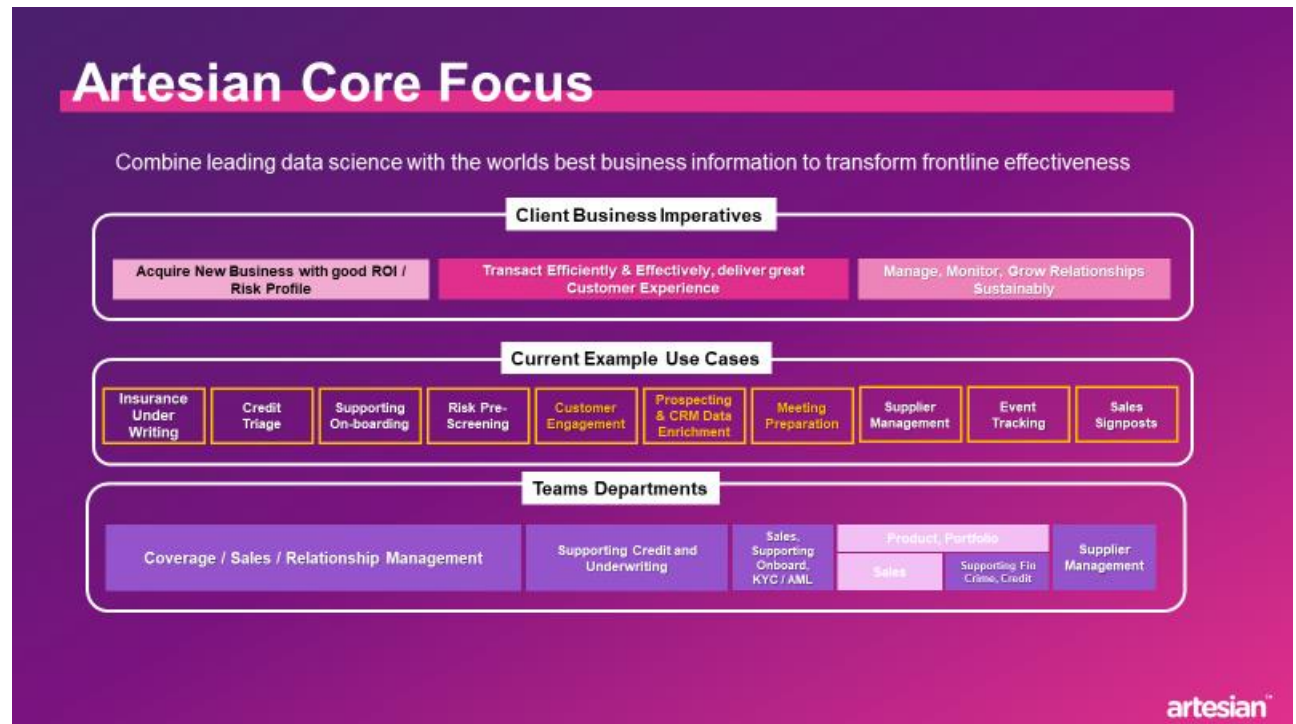 Artesian Core Focus
Combine leading data science with the worlds best business information to transform frontline effectiveness
Client Business Imperatives
Acquire New Business with good ROI /
Risk Profile
Transact Efficiently & Effectively, deliver great
Customer Experience
Manage, Monitor, Grow Relationships
Sustainably
Current Example Use Cases
Insurance
Under
Writing
Credit
Triage
Supporting
On-boarding
Risk Pre-
Screening
Customer
Engagement
Prospecting
& CRM Data
Enrichment
Meeting
Preparation
Supplier
Management
Event
Tracking
Sales
Signposts
Teams Departments
Coverage / Sales / Relationship Management
Supporting Credit and
Underwriting
Sales,
Supporting
Onboard,
KYC / AML
Product, Portfolio
Sales
Supporting Fin
Crime, Credit
Supplier
Management
artesian